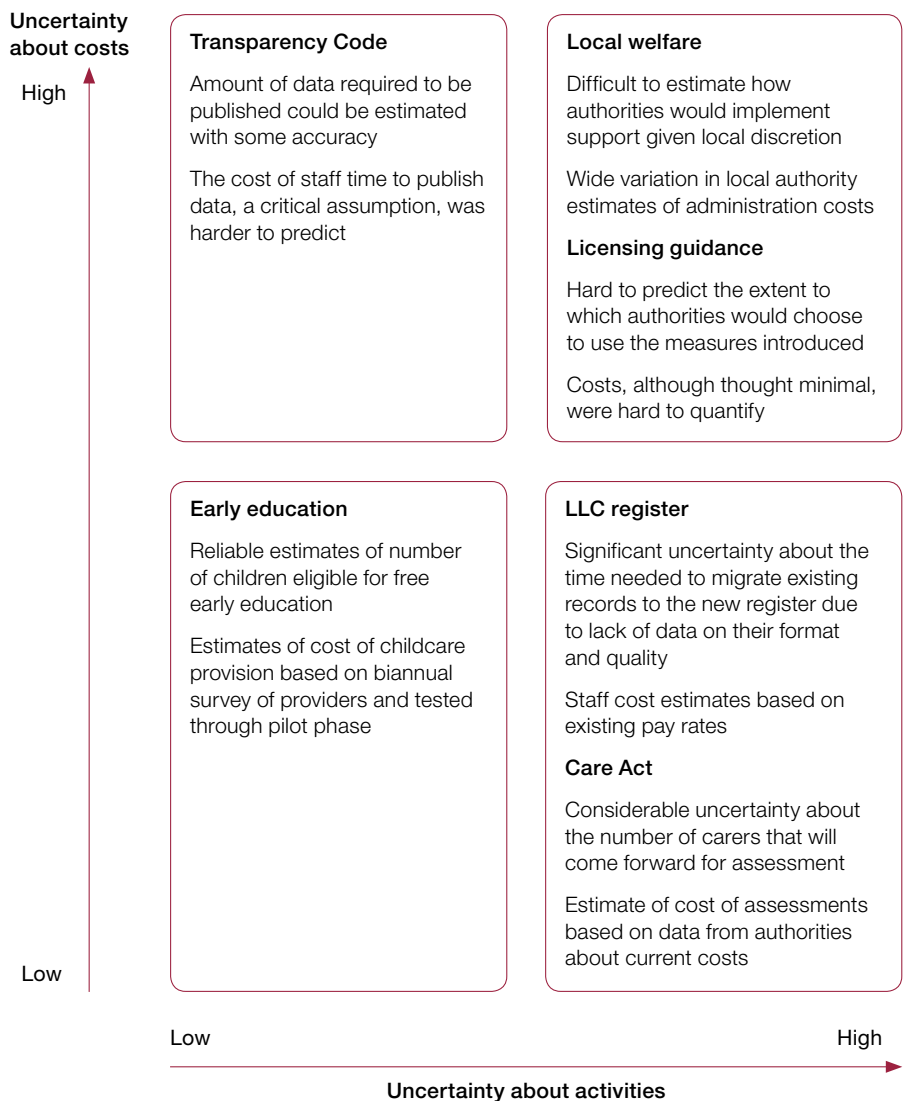 Uncertainty
about costs
High
Low
Transparency Code
Amount of data required to be
published could be estimated
with some accuracy
The cost of staff time to publish
data, a critical assumption, was
harder to predict
Local welfare
Difficult to estimate how
authorities would implement
support given local discretion
Wide variation in local authority
estimates of administration costs
Licensing guidance
Hard to predict the extent to
which authorities would choose
to use the measures introduced
Costs, although thought minimal,
were hard to quantify
Early education
Reliable estimates of number
of children eligible for free
early education
Estimates of cost of childcare
provision based on biannual
survey of providers and tested
through pilot phase
LLC register
Significant uncertainty about the
time needed to migrate existing
records to the new register due
to lack of data on their format
and quality
Staff cost estimates based on
existing pay rates
Care Act
Considerable uncertainty about
the number of carers that will
come forward for assessment
Estimate of cost of assessments
based on data from authorities
about current costs
Low
High
Uncertainty about activities